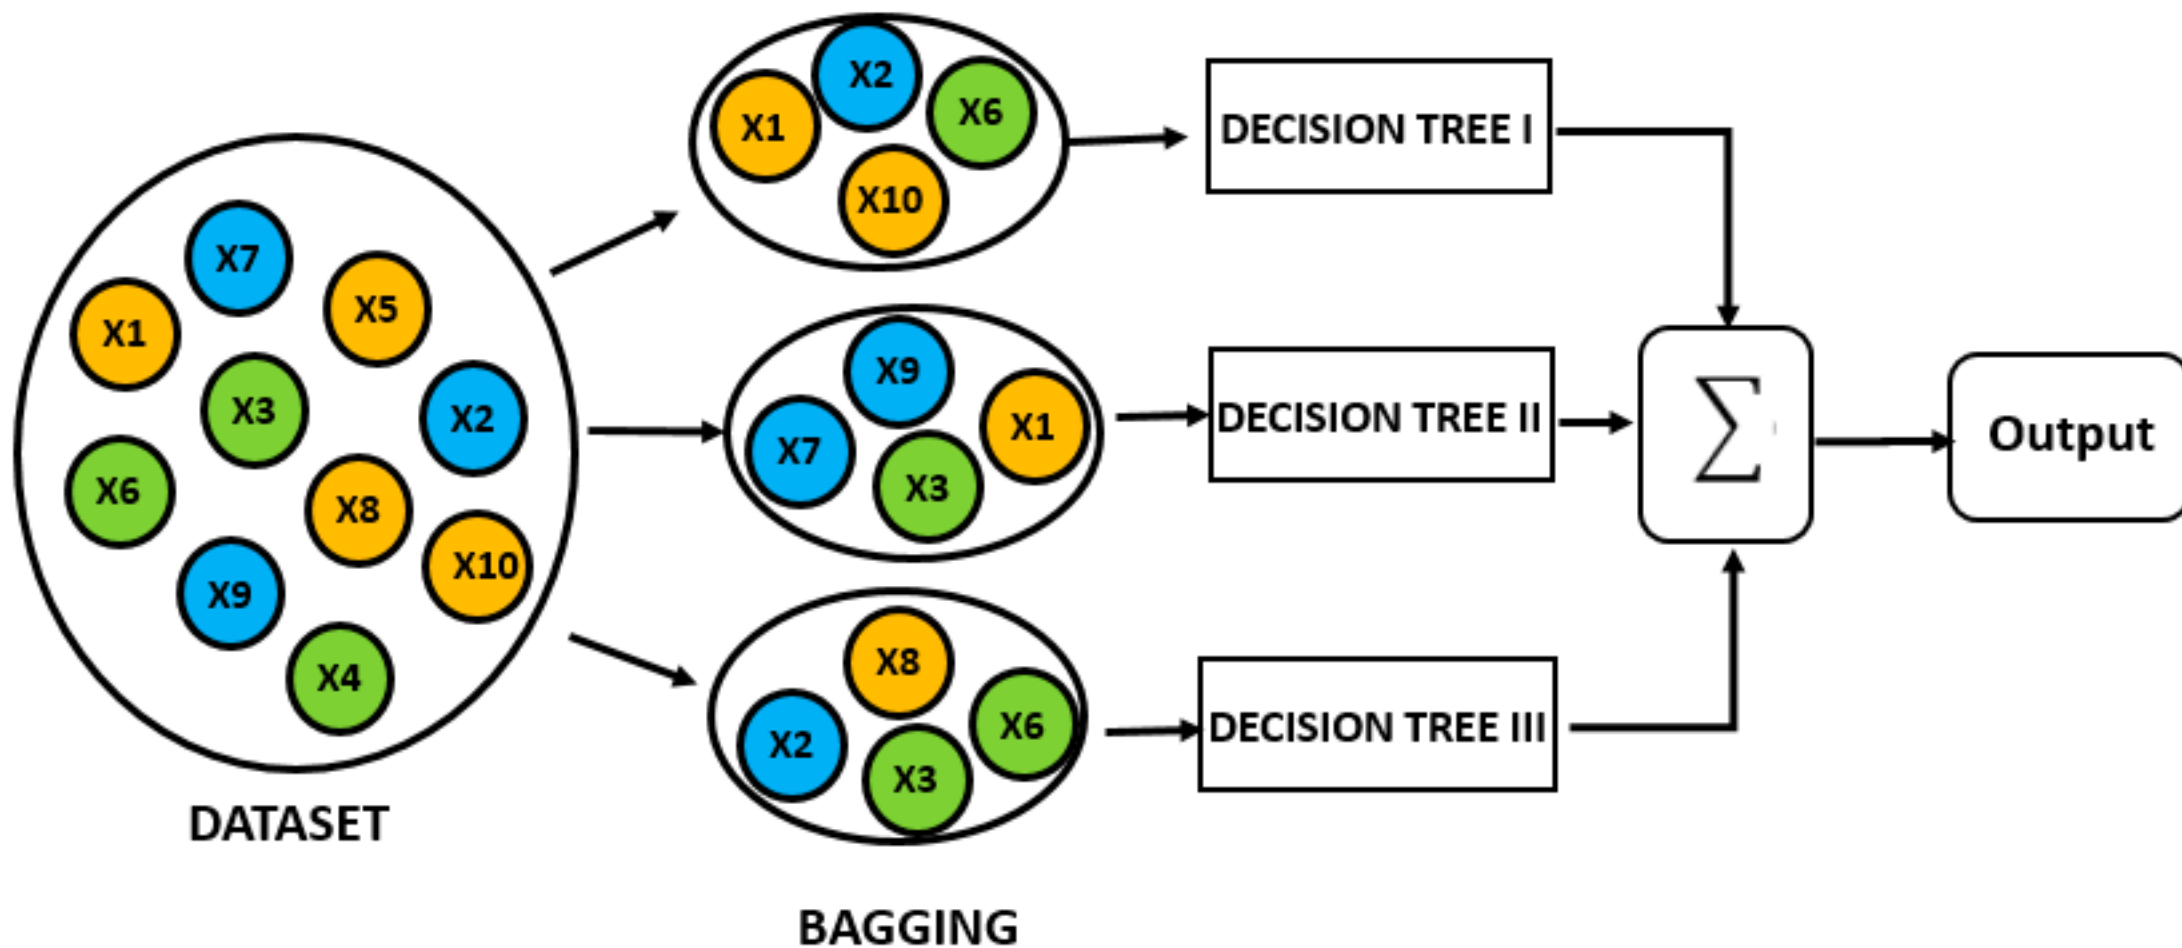 X7
X5
X1
X3
X2
X6
X8
X10
X9
X4
DATASET
X2
X1
X6
X10
X9
X1
X7
X3
X8
X6
X2
X3
BAGGING
DECISION TREE I
DECISION TREE II
DECISION TREE III
∑
Output